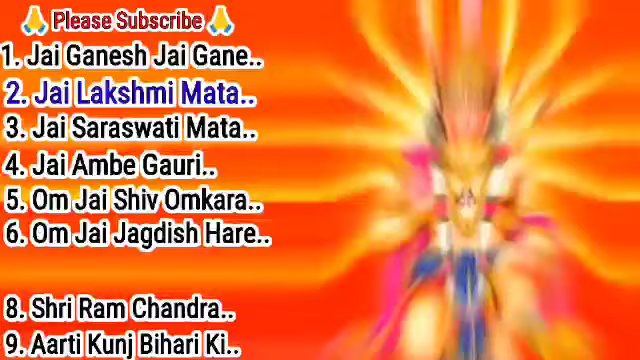 🙏Please Subscribe🙏
1. Jai Ganesh Jai Gane..
2. Jai Lakshmi Mata..
3. Jai Saraswati Mata..
4. Jai Ambe Gauri..
5. Om Jai Shiv Omkara..
6. Om Jai Jagdish Hare..
8. Shri Ram Chandra..
9. Aarti Kunj Bihari Ki..